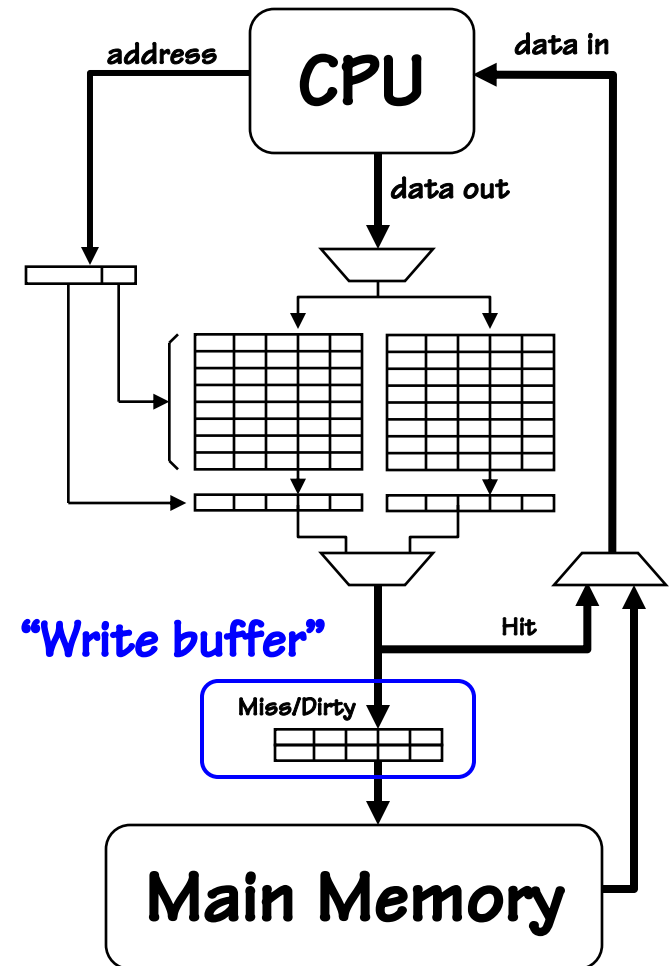 address
CPU
data in
data out
Hit
“Write buffer”
Miss/Dirty
Main Memory